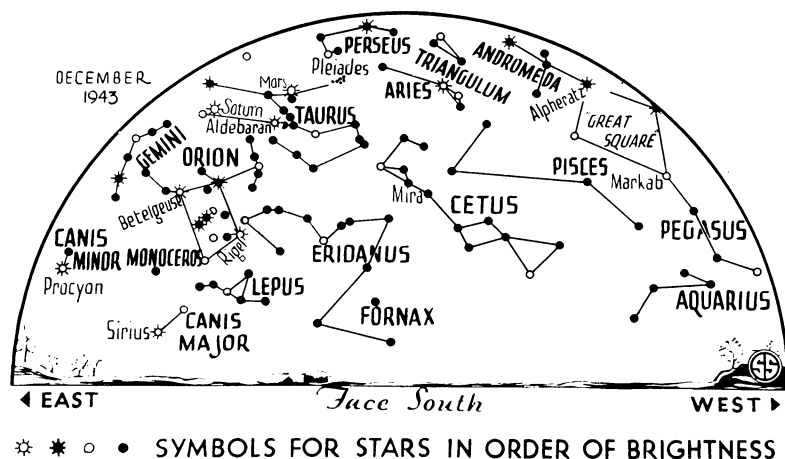 PERSEUS
ANDROMEDA
TRIANGULUM
DECEMBER
1943
Mars
Pleiades
ARIES
Alpheratz
Saturn
Aldebaran
TAURUS
"GREAT
SQUARE"
GEMINI
ORION
PISCES
Markab
Betelgeuse
Mira
CETUS
PEGASUS
CANIS
MINOR
MONOCEROS
Rigel
ERIDANUS
Procyon
LEPUS
AQUARIUS
FORNAX
Sirius
CANIS
MAJOR
SS
EAST
Face South
WEST
SYMBOLS FOR STARS IN ORDER OF BRIGHTNESS